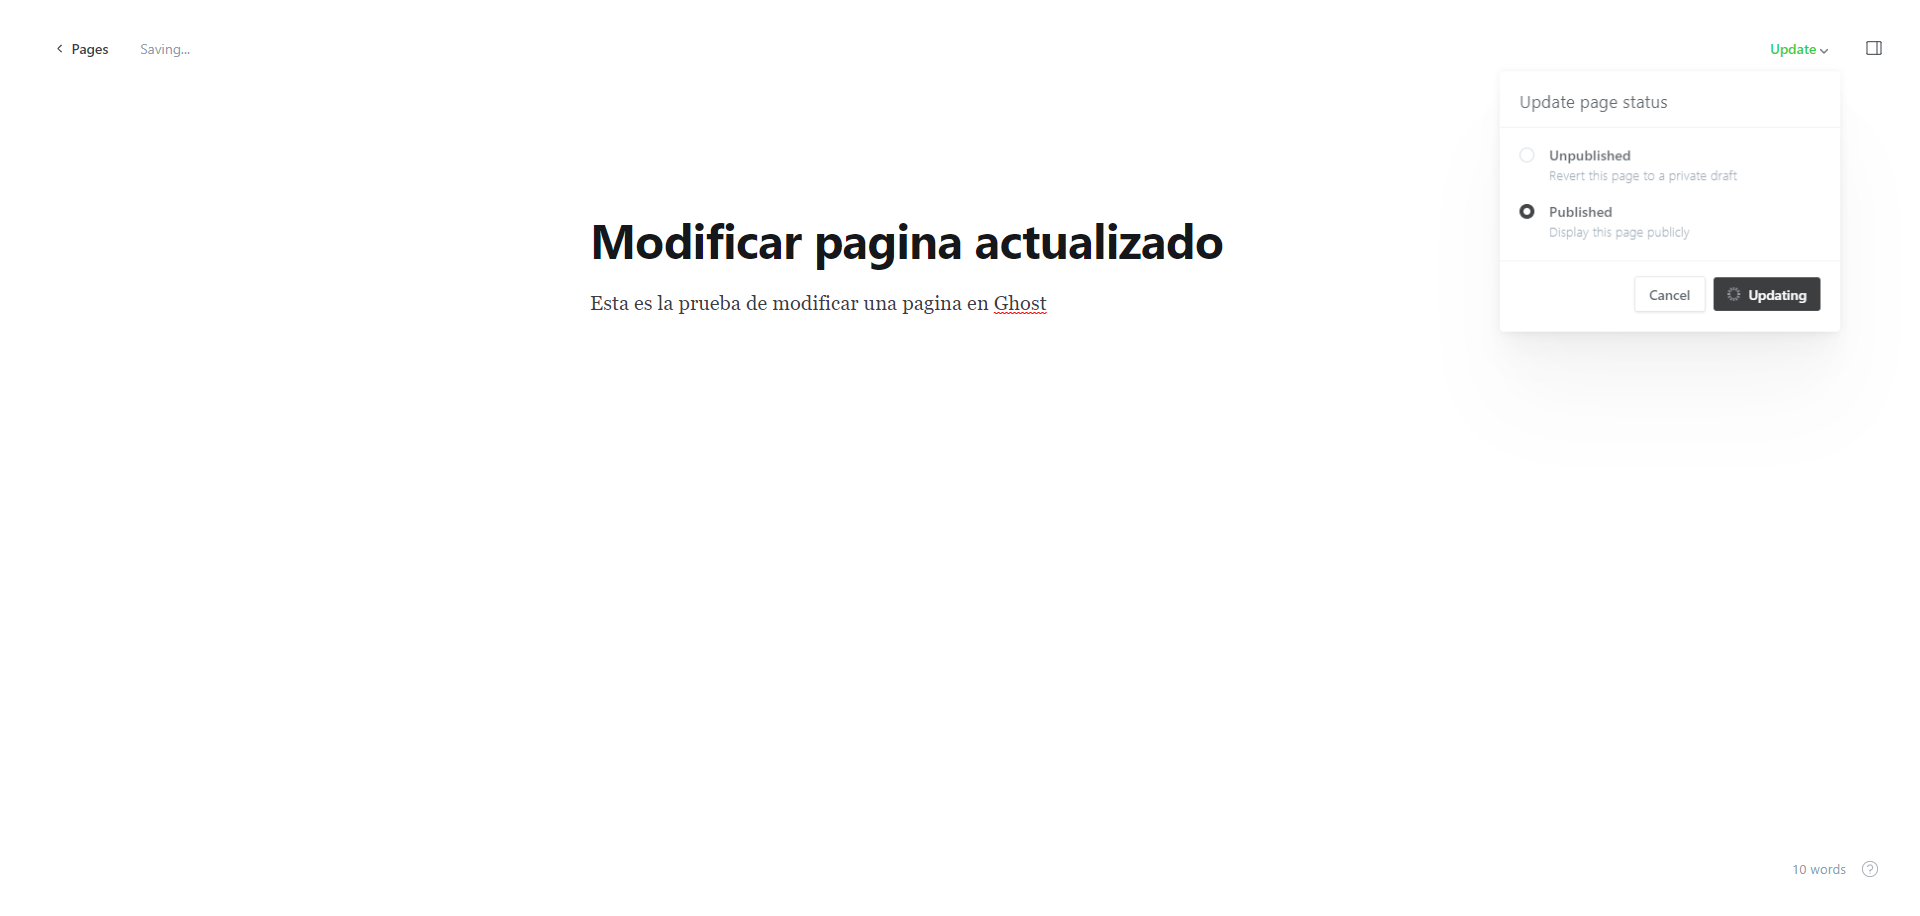 Pages
Saving...
Update
Update page status
Unpublished
Revert this page to a private draft
Published
Display this page publicly
Cancel
Updating
Modificar pagina actualizado
Esta es la prueba de modificar una pagina en Ghost
10 words
?